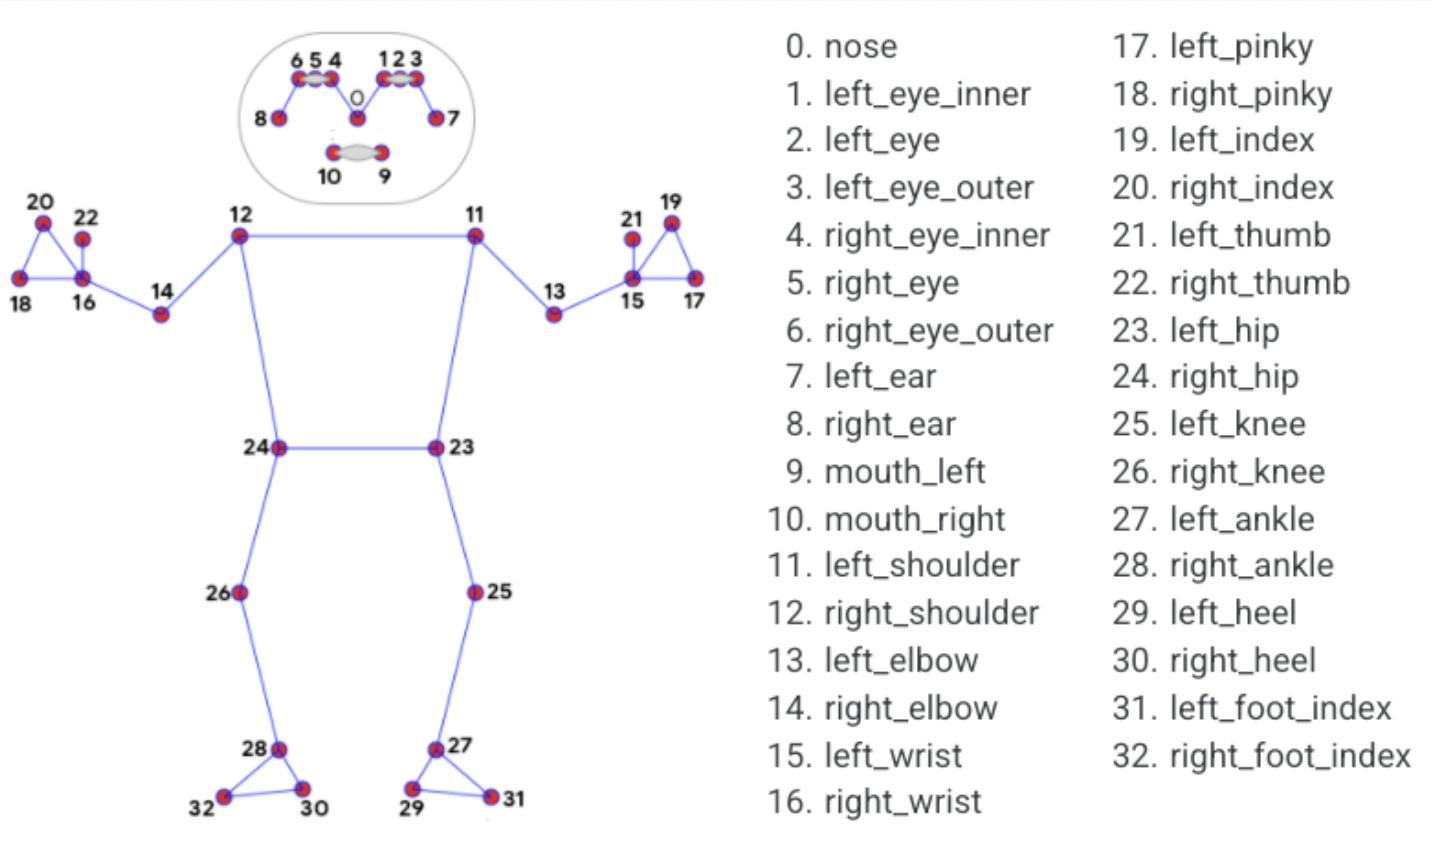 6 5 4 1 2 3
0
8 7
10 9
20 22 12 11 21 19
18 16 14 13 15 17
24 23
26 25
28 27
32 30 29 31
0. nose
1. left_eye_inner
2. left_eye
3. left_eye_outer
4. right_eye_inner
5. right_eye
6. right_eye_outer
7. left_ear
8. right_ear
9. mouth_left
10. mouth_right
11. left_shoulder
12. right_shoulder
13. left_elbow
14. right_elbow
15. left_wrist
16. right_wrist
17. left_pinky
18. right_pinky
19. left_index
20. right_index
21. left_thumb
22. right_thumb
23. left_hip
24. right_hip
25. left_knee
26. right_knee
27. left_ankle
28. right_ankle
29. left_heel
30. right_heel
31. left_foot_index
32. right_foot_index